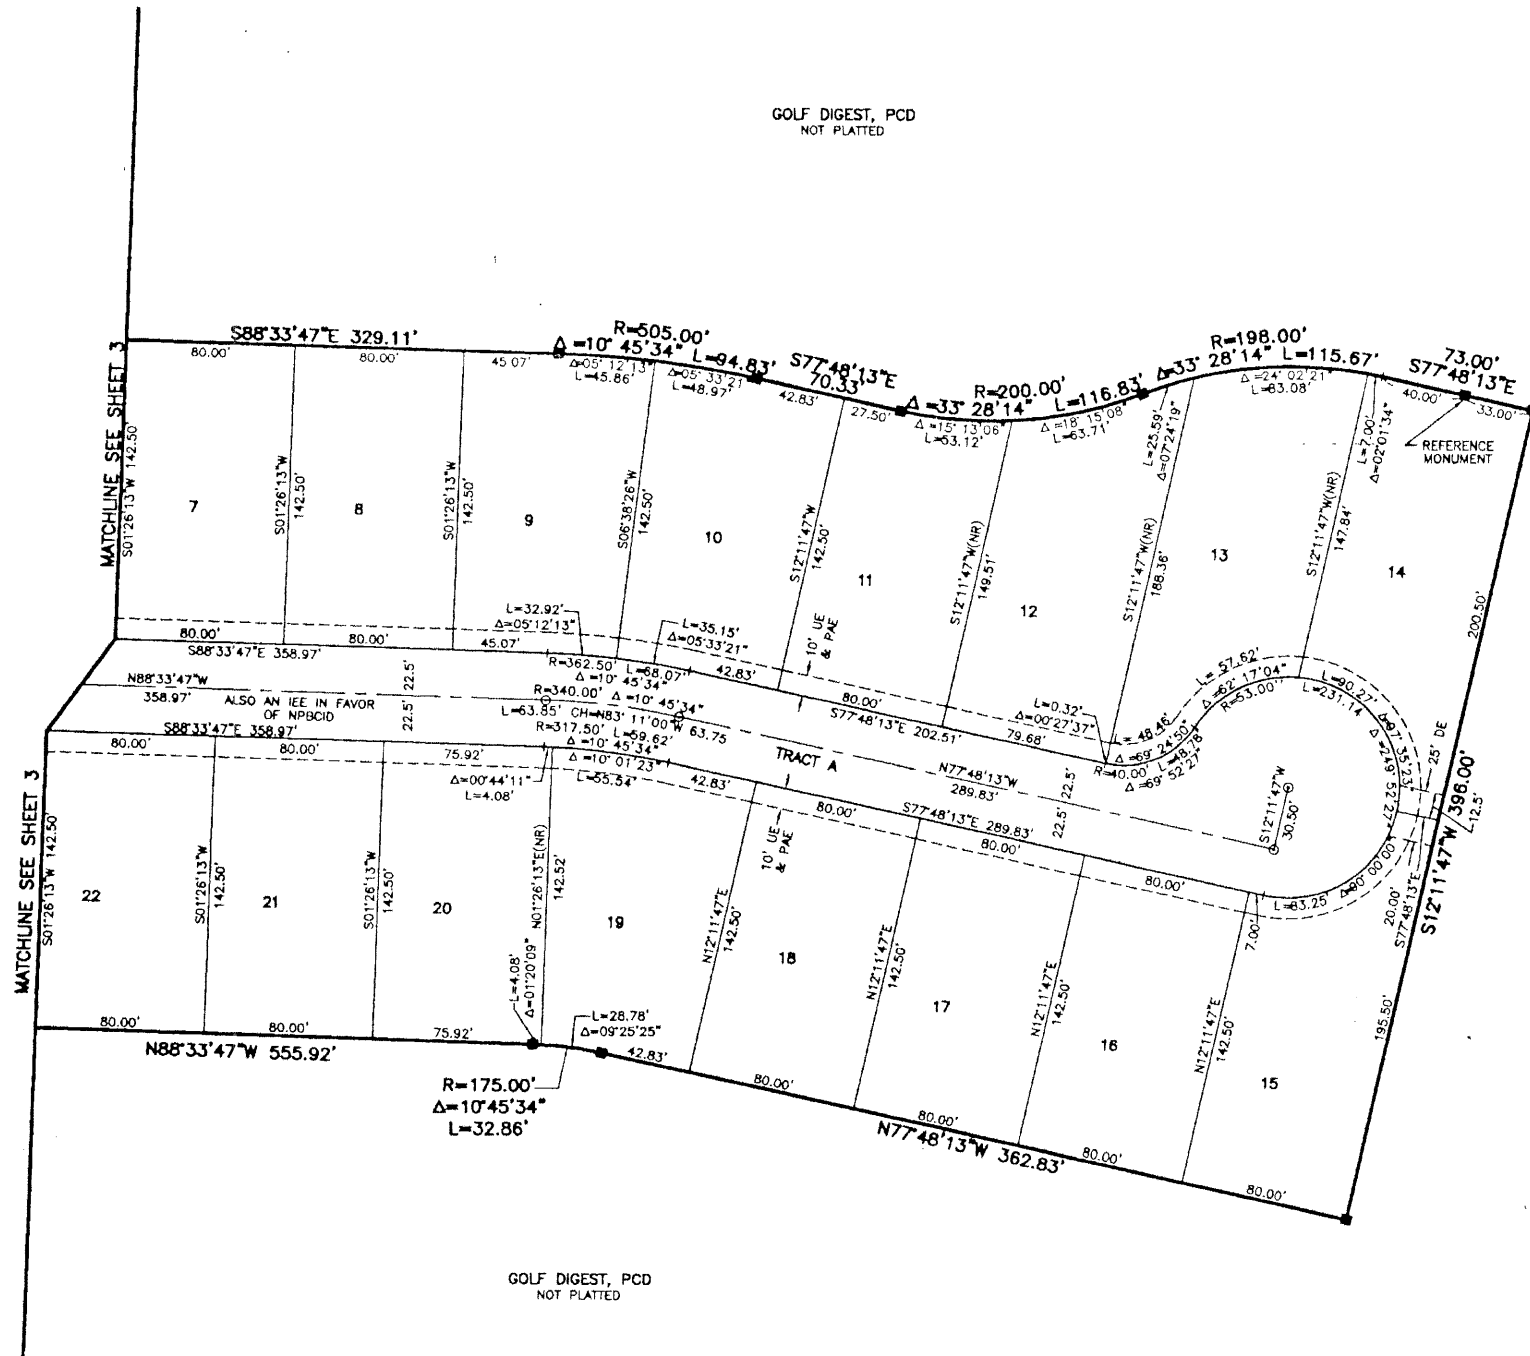 GOLF DIGEST, PCD
NOT PLATTED
MATCHLINE SEE SHEET 3
S88°33'47"E 329.11'
80.00'
80.00'
45.07'
R=505.00'
Δ =10° 45'34" L=94.83'
Δ=05° 12'13"
L=45.86'
Δ=05° 33'21
L=48.97'
S77°48'13"E
70.33'
42.83'
27.50'
R=200.00'
Δ =33° 28'14" L=116.83'
Δ =15° 13'06"
L=53.12'
Δ =18° 15'08"
L=63.71'
R=198.00'
Δ=33° 28'14" L=115.67'
Δ =24° 02'21"
L=83.08'
L=25.59'
Δ=07°24'19"
L=7.00'
Δ=02°01'34"
73.00'
S77°48'13"E
40.00'
33.00'
REFERENCE
MONUMENT
S01°26'13"W 142.50'
7
S01°26'13"W
142.50'
8
S01°26'13"W
142.50'
9
S06°38'26"W
142.50'
10
S12°11'47"W
142.50'
11
S12°11'47"W(NR)
149.51'
12
S12°11'47"W(NR)
188.36'
13
S12°11'47"W(NR)
147.84'
14
200.50'
80.00'
80.00'
45.07'
S88°33'47"E 358.97'
L=32.92'
Δ=05°12'13"
L=35.15'
Δ=05°33'21"
R=362.50' L=68.07'
Δ =10° 45'34"
42.83'
10' UE
& PAE
80.00'
S77°48'13"E 202.51'
79.68'
L=0.32'
Δ=00°27'37"
L= 48.46'
Δ =69° 24'50"
R=40.00' L=48.78'
Δ =69° 52'27"
L= 57.62'
Δ =62° 17'04"
R=53.00'
L=90.27'
L=231.14
Δ =97° 35'23"
Δ =249° 52'27"
25' DE
L12.5'
S12°11'47"W 396.00'
N88°33'47"W
358.97'
22.5'
22.5'
ALSO AN IEE IN FAVOR
OF NPBCID
R=340.00' Δ =10° 45'34"
L=63.85' CH=N83° 11'00"W 63.75
R=317.50' L=59.62'
Δ =10° 45'34"
Δ = 10° 01'23"
L=55.54'
TRACT A
N77°48'13"W
289.83'
22.5'
22.5'
S12°11'47"W
30.50'
S88°33'47"E 358.97'
80.00'
80.00'
75.92'
Δ=00°44'11"
L=4.08'
42.83'
80.00'
10' UE
& PAE
S77°48'13"E 289.83'
80.00'
80.00'
L=83.25'
Δ=90° 00'00"
20.00'
S77°48'13"E
7.00'
MATCHLINE SEE SHEET 3
S01°26'13"W 142.50'
22
S01°26'13"W
142.50'
21
S01°26'13"W
142.50'
20
N01°26'13"E(NR)
142.52'
19
N12°11'47"E
142.50'
18
N12°11'47"E
142.50'
17
N12°11'47"E
142.50'
16
N12°11'47"E
142.50'
15
195.50'
L=4.08'
Δ=01°20'09"
L=28.78'
Δ=09°25'25"
80.00'
80.00'
75.92'
N88°33'47"W 555.92'
R=175.00'
Δ=10°45'34"
L=32.86'
42.83'
80.00'
80.00'
N77°48'13"W 362.83'
80.00'
80.00'
GOLF DIGEST, PCD
NOT PLATTED